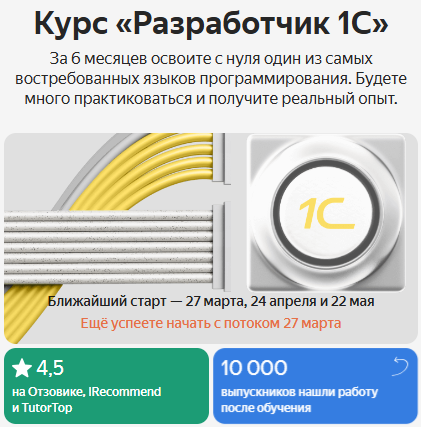 Курс «Разработчик 1С»
За 6 месяцев освоите с нуля один из самых
востребованных языков программирования. Будете
много практиковаться и получите реальный опыт.
1С
Ближайший старт — 27 марта, 24 апреля и 22 мая
Ещё успеете начать с потоком 27 марта
4,5
на Отзовике, IRecommend
и TutorTop
10 000
выпускников нашли работу
после обучения